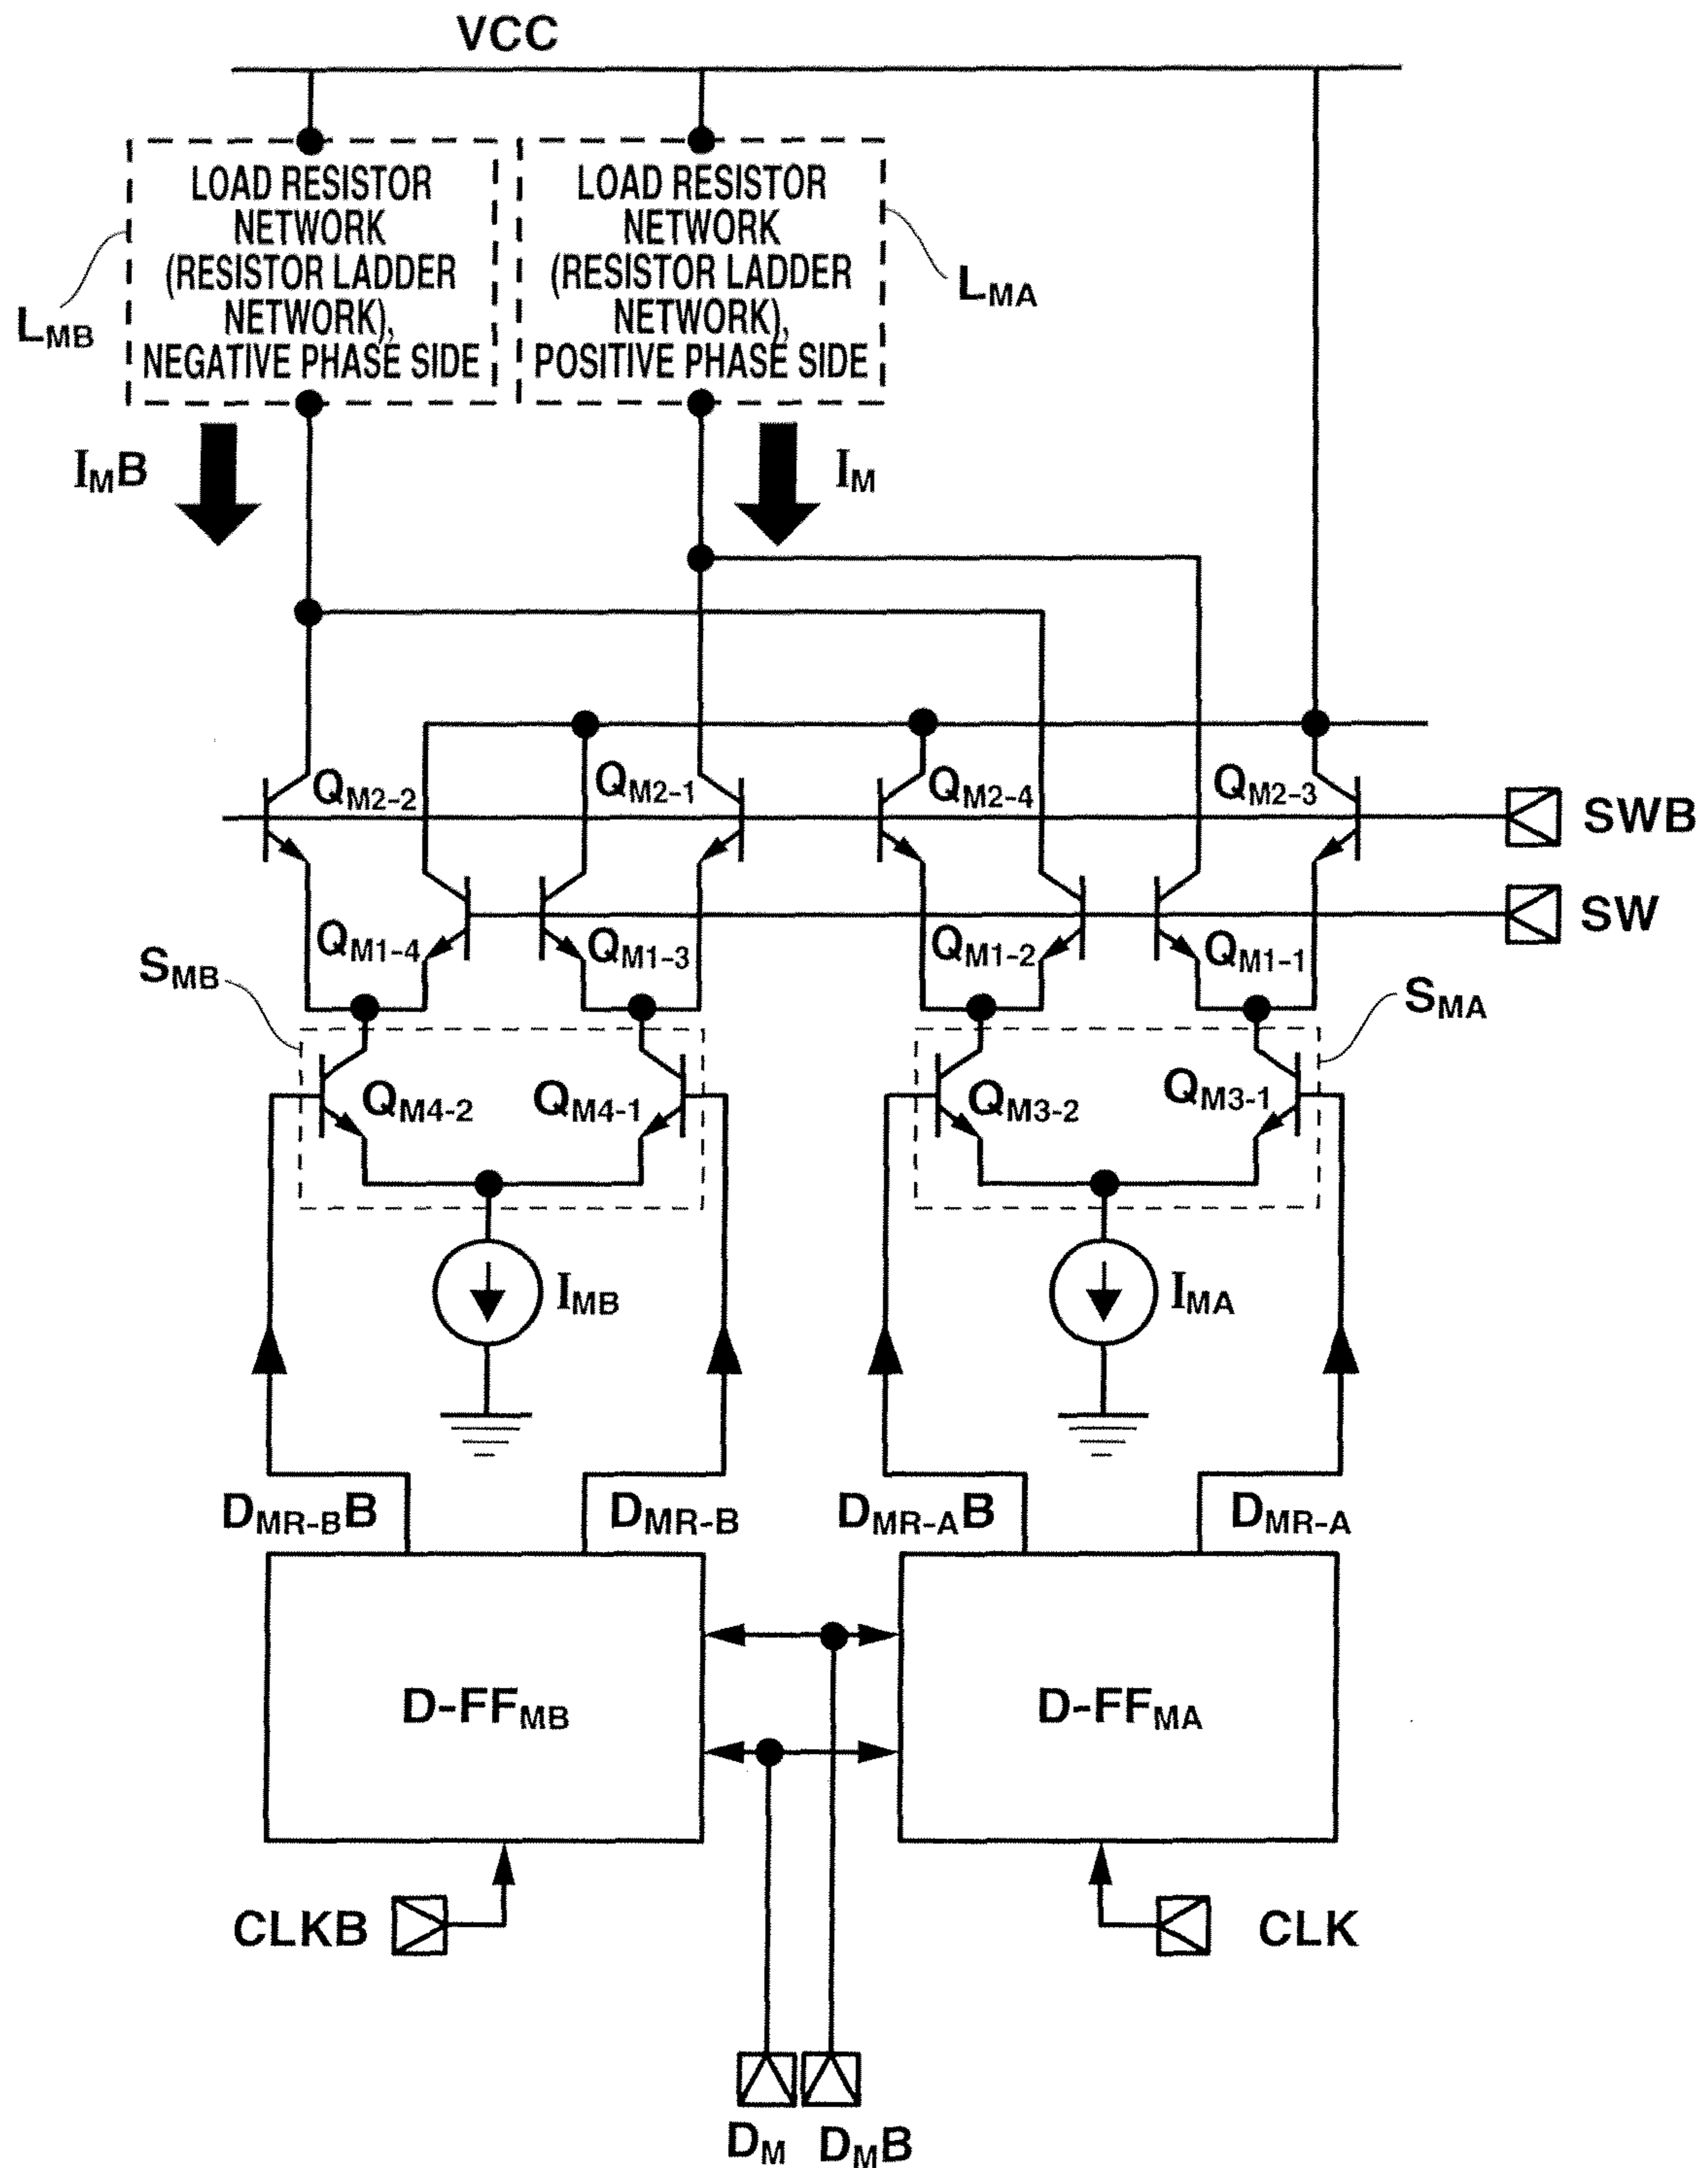 VCC
LOAD RESISTOR
NETWORK
(RESISTOR LADDER
NETWORK),
NEGATIVE PHASE SIDE
LOAD RESISTOR
NETWORK
(RESISTOR LADDER
NETWORK),
POSITIVE PHASE SIDE
LMB
LMA
IMB
IM
QM2-2
QM2-1
QM2-4
QM2-3
SWB
SW
QM1-4
QM1-3
QM1-2
QM1-1
SMB
SMA
QM4-2
QM4-1
QM3-2
QM3-1
IMB
IMA
DMR-BB
DMR-B
DMR-AB
DMR-A
D-FFMB
D-FFMA
CLKB
CLK
DM
DMB